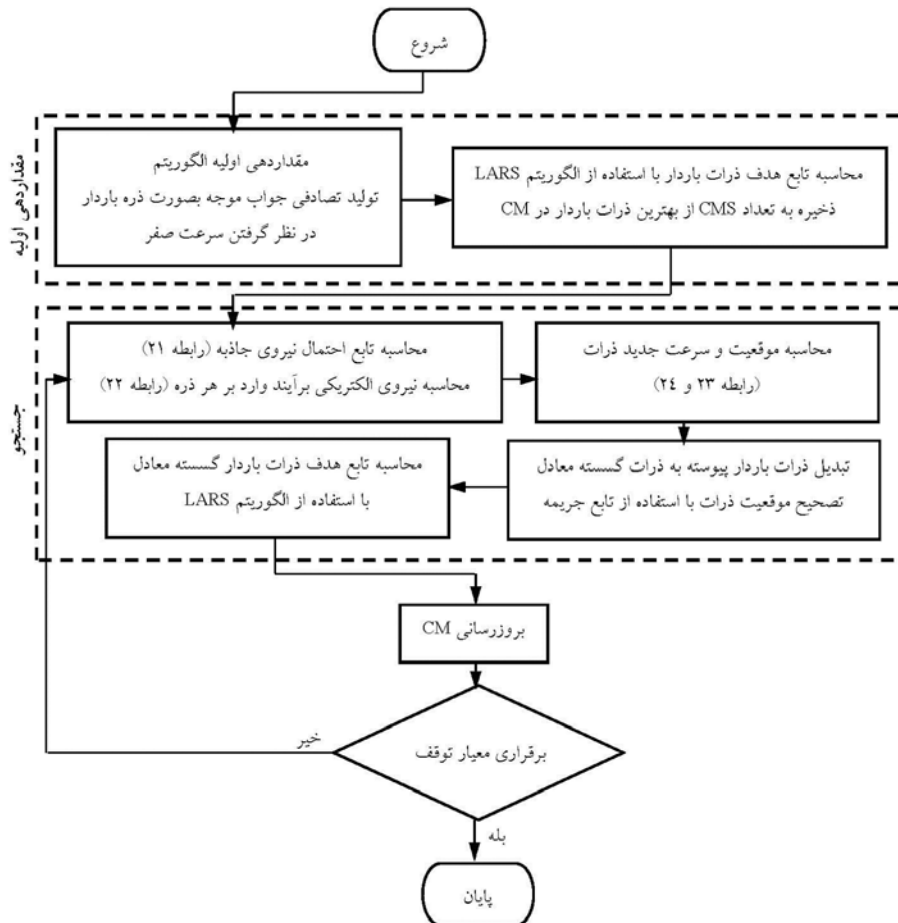 شروع
مقداردهی اولیه
مقداردهی اولیه الگوریتم
تولید تصادفی جواب موجه بصورت ذره باردار
در نظر گرفتن سرعت صفر
محاسبه تابع هدف ذرات باردار با استفاده از الگوریتم LARS
ذخیره به تعداد CMS از بهترین ذرات باردار در CM
جستجو
محاسبه تابع احتمال نیروی جاذبه (رابطه ۲۱)
محاسبه نیروی الکتریکی برآیند وارد بر هر ذره (رابطه ۲۲)
محاسبه موقعیت و سرعت جدید ذرات
(رابطه ۲۳ و ۲۴)
تبدیل ذرات باردار پیوسته به ذرات گسسته معادل
تصحیح موقعیت ذرات با استفاده از تابع جریمه
محاسبه تابع هدف ذرات باردار گسسته معادل
با استفاده از الگوریتم LARS
بروزرسانی CM
برقراری معیار توقف
خیر
بله
پایان